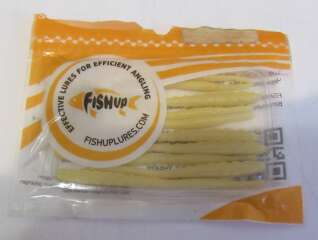 EFFECTIVE LURES FOR EFFICIENT ANGLING
FISHUP
FISHUPLURES.COM